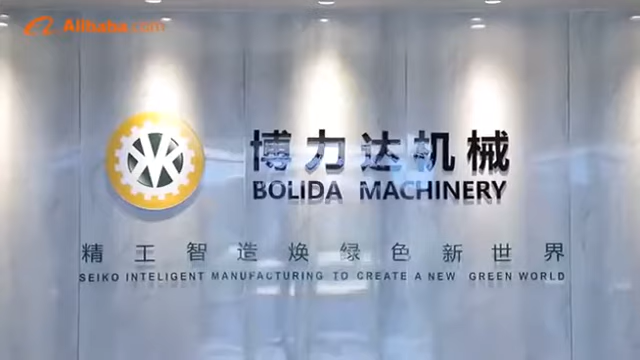 Alibaba.com
博力达机械
BOLIDA MACHINERY
精工智造焕绿色新世界
SEIKO INTELIGENT MANUFACTURING TO CREATE A NEW GREEN WORLD